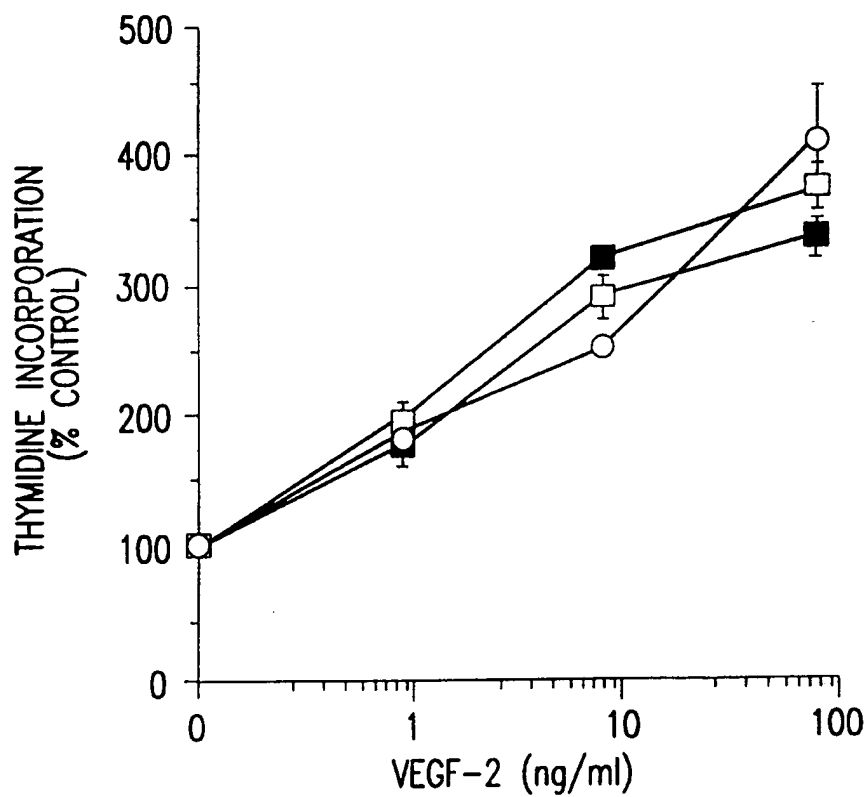 500
400
300
200
100
0
THYMIDINE INCORPORATION
(% CONTROL)
0 1 10 100
VEGF-2 (ng/ml)